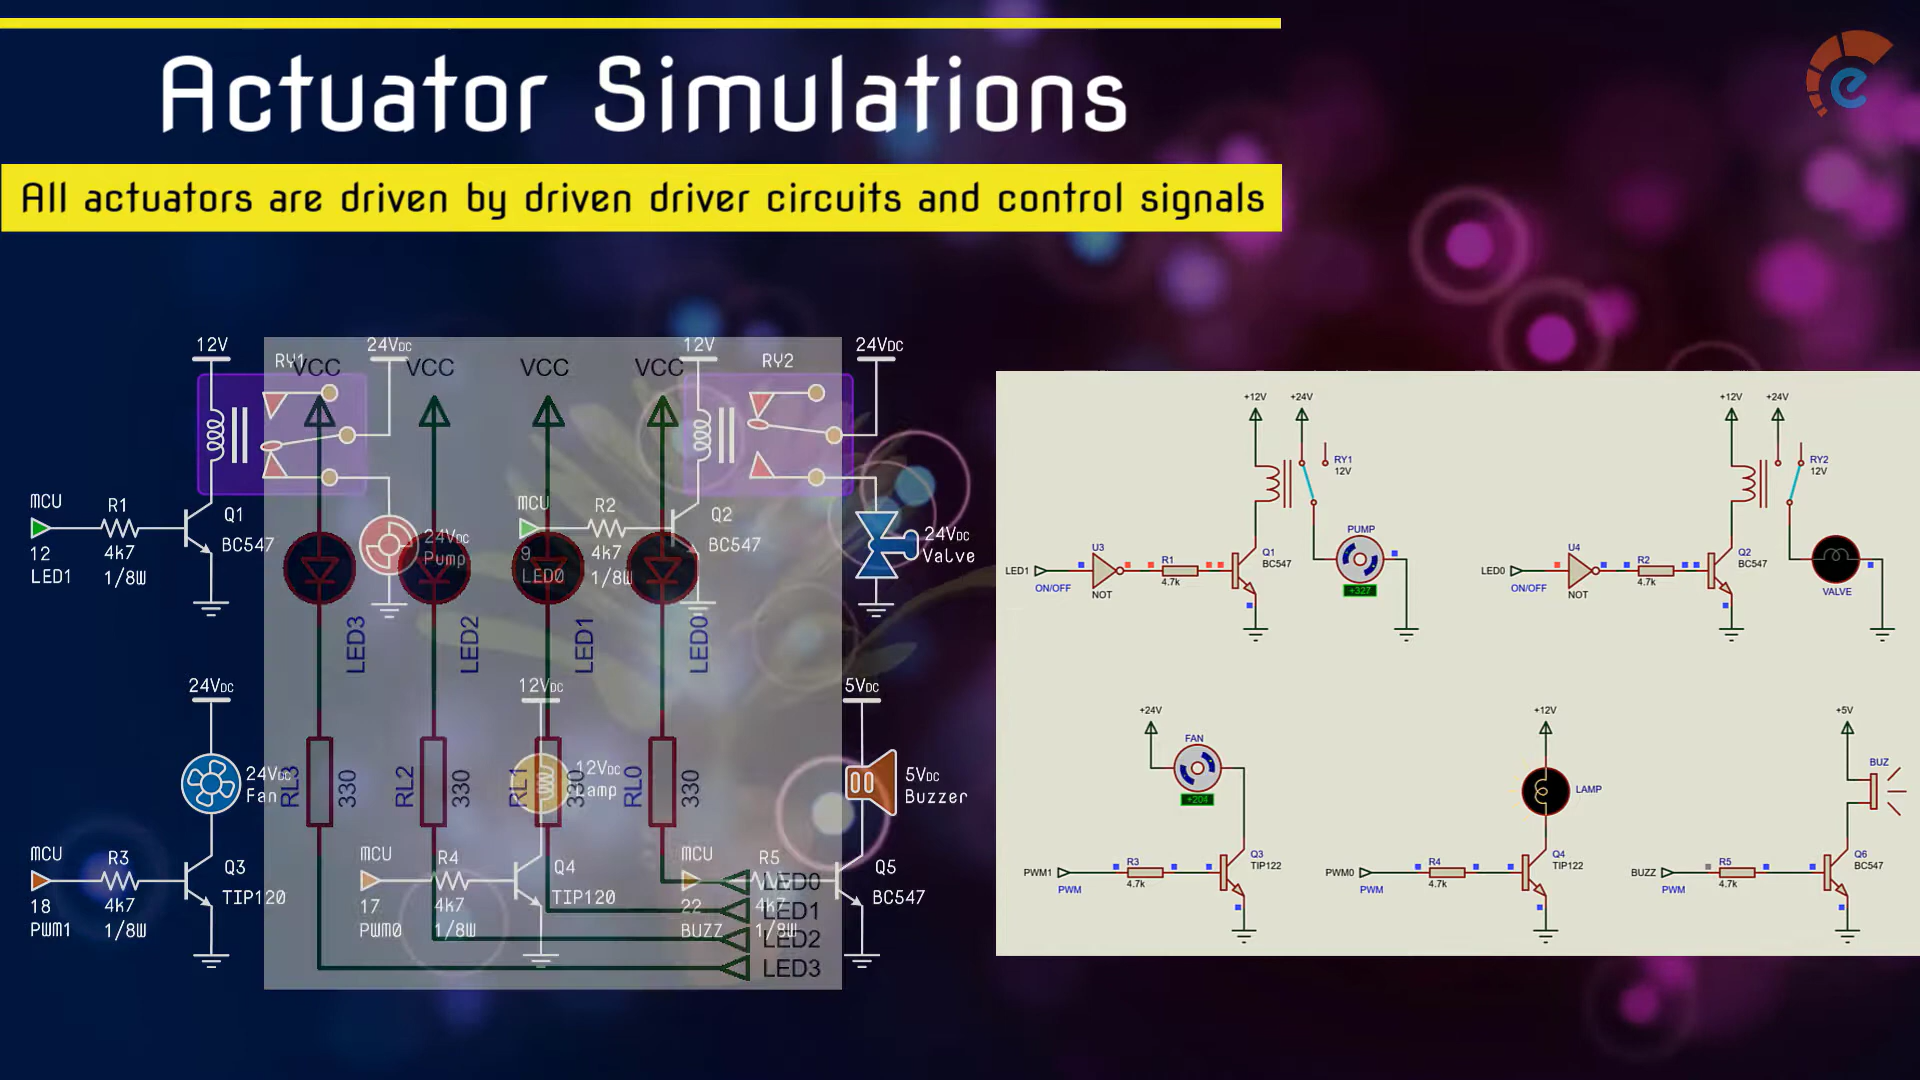 Actuator Simulations
All actuators are driven by driven driver circuits and control signals
12V
RY1
24VDC
VCC
VCC
VCC
VCC
12V
RY2
24VDC
MCU
R1
Q1
12
4k7
BC547
LED1
1/8W
24VDC
Pump
MCU
R2
Q2
9
4k7
BC547
LED0
1/8W
24VDC
Valve
LED3
LED2
LED1
LED0
24VDC
12VDC
5VDC
24VDC
Fan
RL3
330
RL2
330
RL1
330
12VDC
Lamp
RL0
330
5VDC
Buzzer
MCU
R3
Q3
18
4k7
TIP120
PWM1
1/8W
MCU
R4
Q4
17
4k7
TIP120
PWM0
1/8W
MCU
R5
Q5
22
4k7
BC547
BUZZ
1/8W
LED0
LED1
LED2
LED3
+12V
+24V
RY1
12V
LED1
ON/OFF
U3
NOT
R1
4.7k
Q1
BC547
PUMP
+327
+12V
+24V
RY2
12V
LED0
ON/OFF
U4
NOT
R2
4.7k
Q2
BC547
VALVE
+24V
FAN
+204
PWM1
PWM
R3
4.7k
Q3
TIP122
+12V
LAMP
PWM0
PWM
R4
4.7k
Q4
TIP122
+5V
BUZ
BUZZ
PWM
R5
4.7k
Q6
BC547